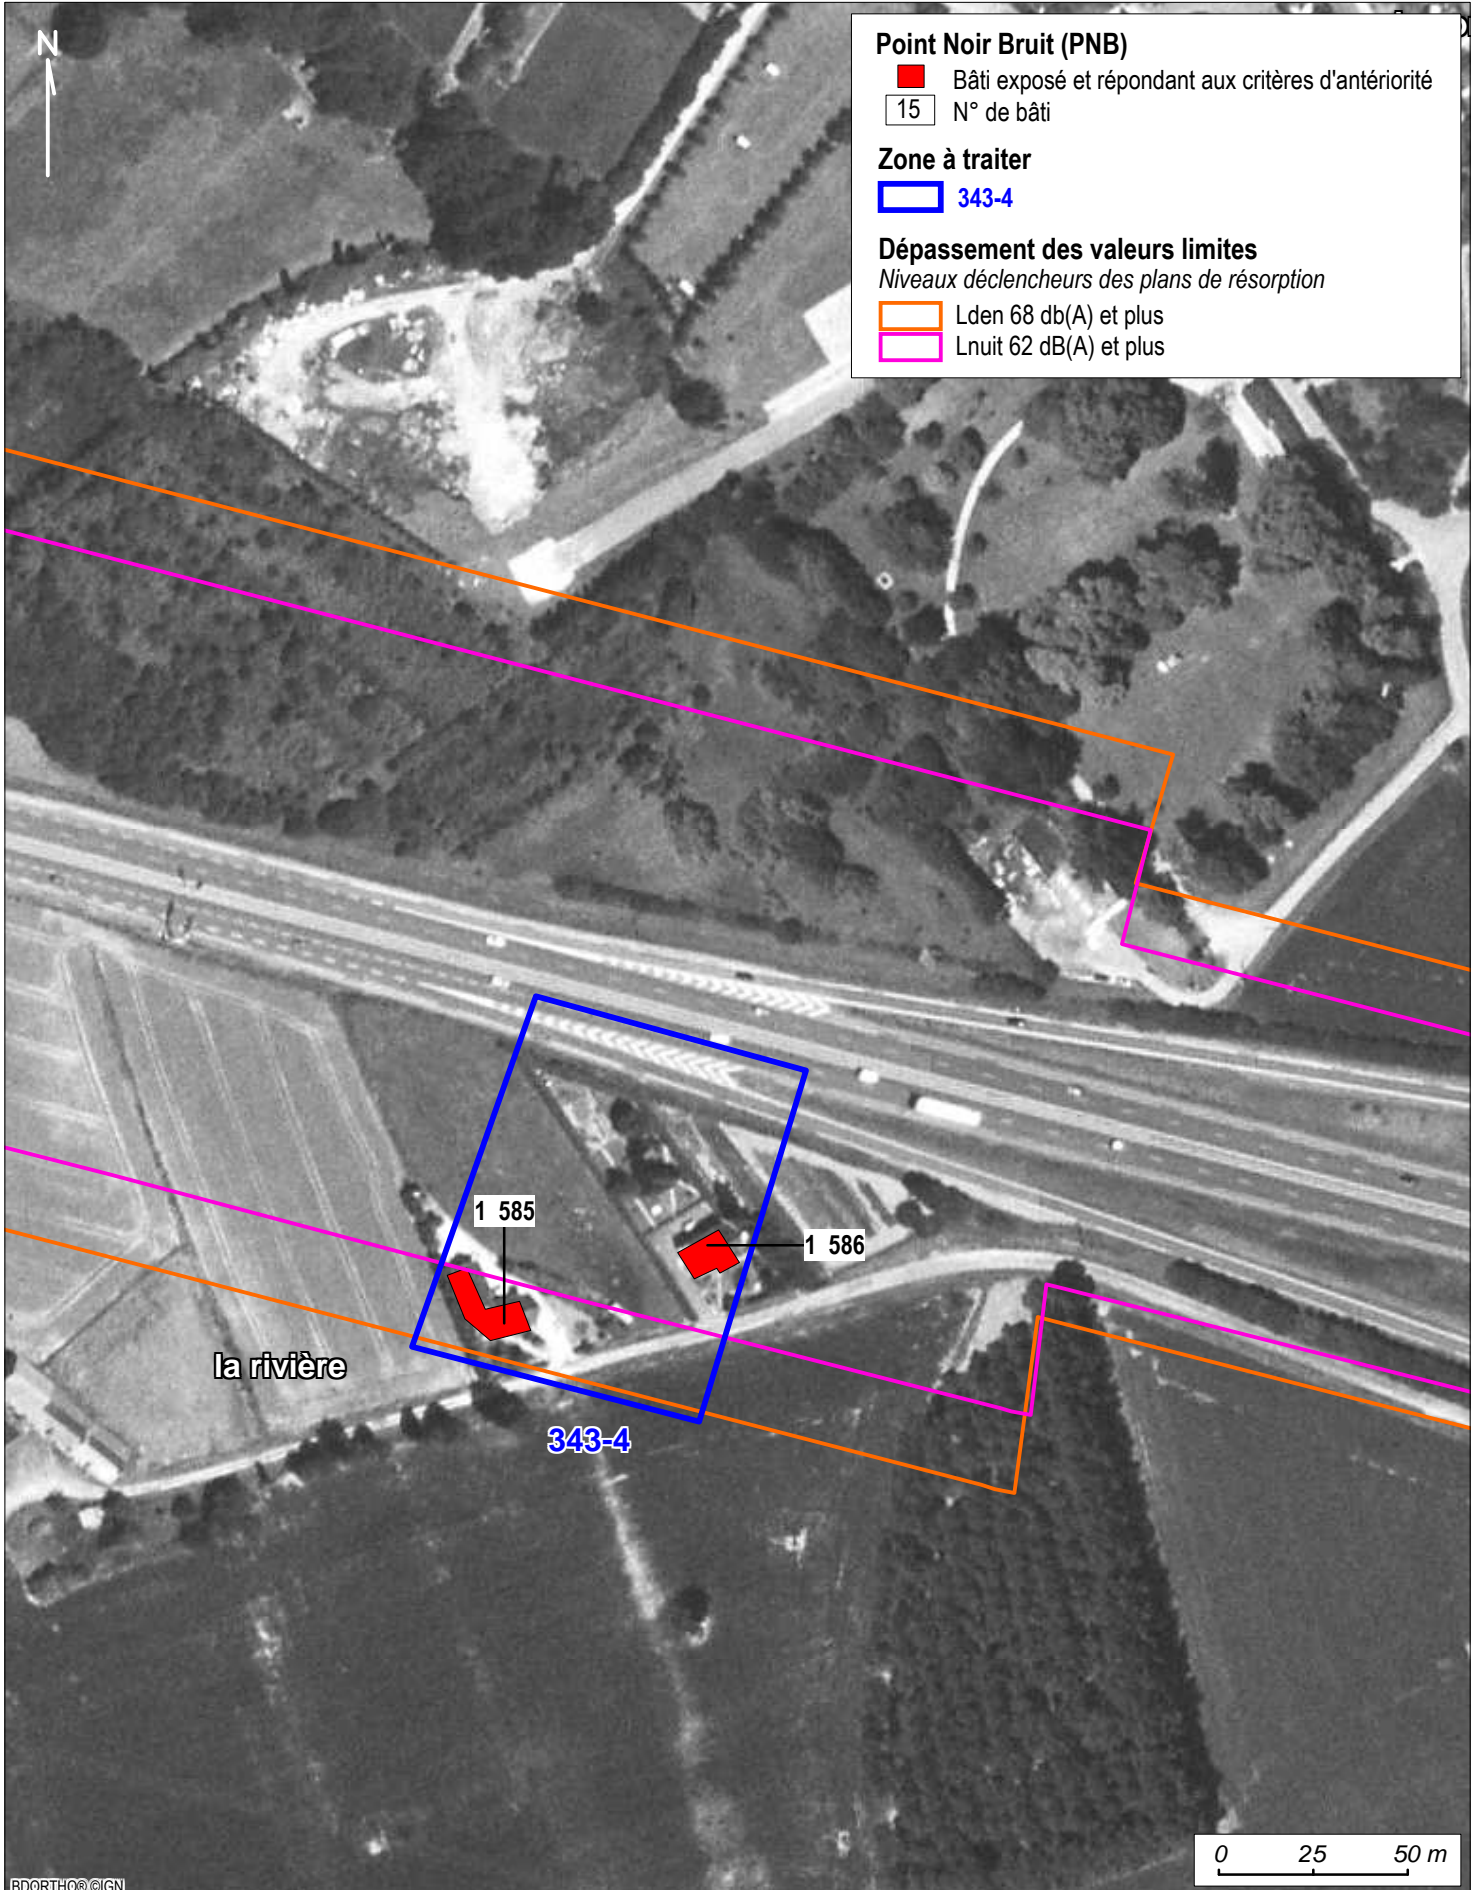 N
Point Noir Bruit (PNB)
Bâti exposé et répondant aux critères d'antériorité
15 N° de bâti
Zone à traiter
343-4
Dépassement des valeurs limites
Niveaux déclencheurs des plans de résorption
Lden 68 db(A) et plus
Lnuit 62 dB(A) et plus
1 585
1 586
la rivière
343-4
0 25 50 m
BDORTHO® ©IGN